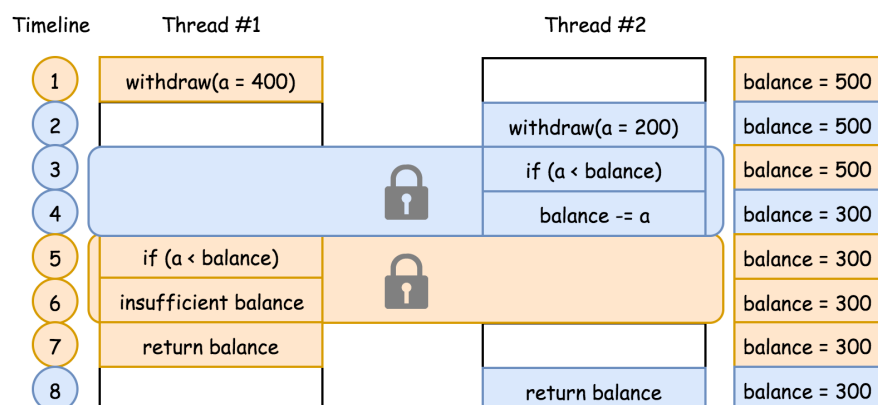 Timeline Thread #1 Thread #2
1 withdraw(a = 400) balance = 500
2 withdraw(a = 200) balance = 500
3 if (a < balance) balance = 500
4 balance -= a balance = 300
5 if (a < balance) balance = 300
6 insufficient balance balance = 300
7 return balance balance = 300
8 return balance balance = 300